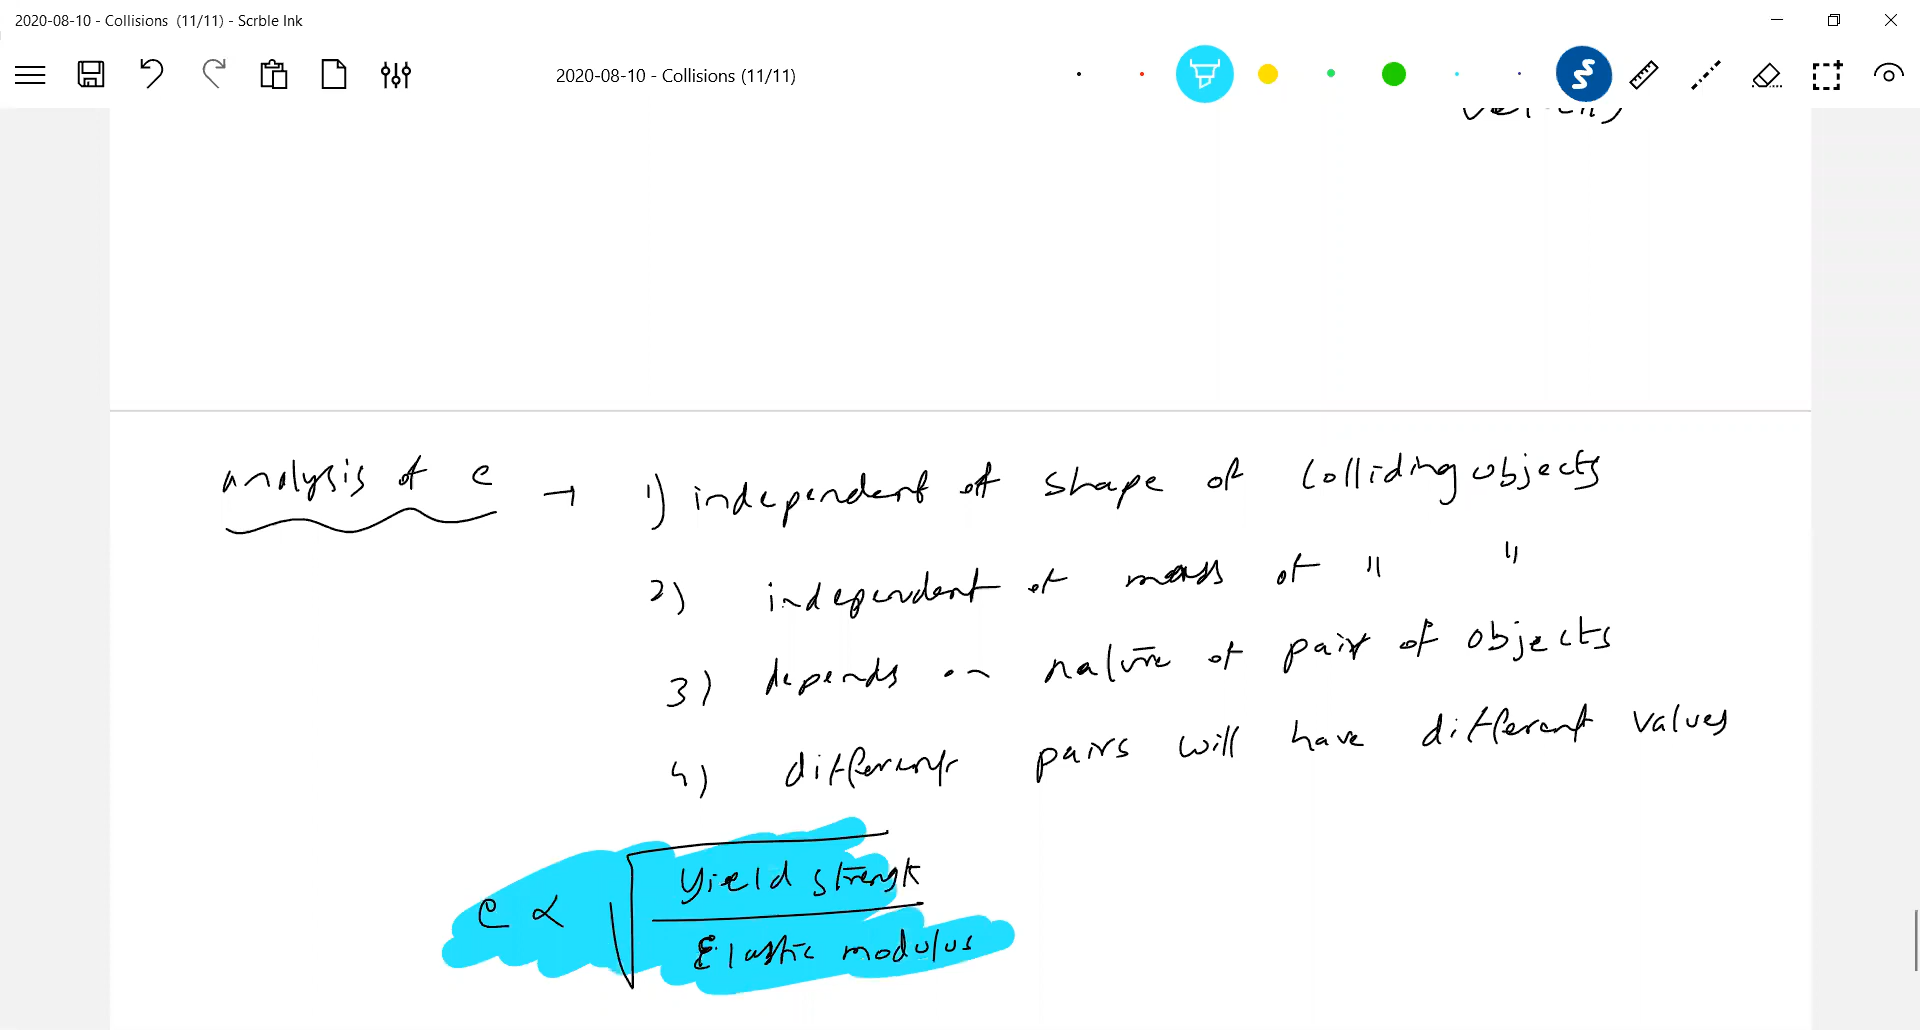 2020-08-10 - Collisions (11/11) - Scrble Ink
2020-08-10 - Collisions (11/11)
analysis of e → 1) independent of shape of colliding objects
2) independent of mass of " "
3) depends on nature of pair of objects
4) different pairs will have different values
e ∝ √
Yield strength
Elastic modulus